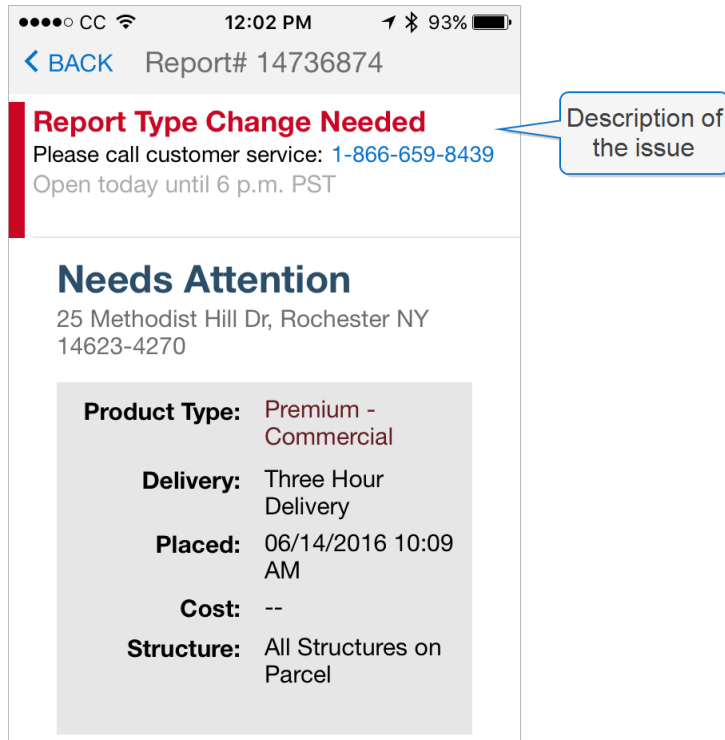 CC 12:02 PM 93%
BACK Report# 14736874
Report Type Change Needed
Please call customer service: 1-866-659-8439
Open today until 6 p.m. PST
Description of
the issue
Needs Attention
25 Methodist Hill Dr, Rochester NY
14623-4270
Product Type: Premium -
Commercial
Delivery: Three Hour
Delivery
Placed: 06/14/2016 10:09
AM
Cost: --
Structure: All Structures on
Parcel